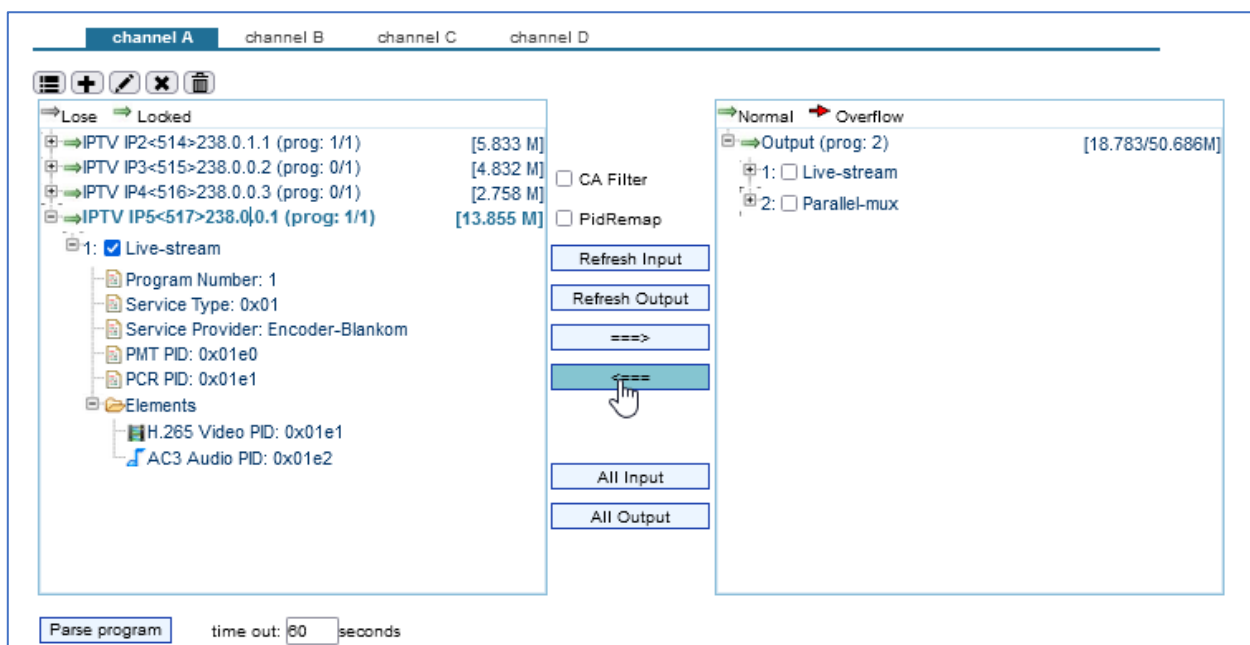 channel A channel B channel C channel D
Lose Locked
IPTV IP2<514>238.0.1.1 (prog: 1/1) [5.833 M]
IPTV IP3<515>238.0.0.2 (prog: 0/1) [4.832 M]
IPTV IP4<516>238.0.0.3 (prog: 0/1) [2.758 M]
IPTV IP5<517>238.0.0.1 (prog: 1/1) [13.855 M]
1: Live-stream
Program Number: 1
Service Type: 0x01
Service Provider: Encoder-Blankom
PMT PID: 0x01e0
PCR PID: 0x01e1
Elements
H.265 Video PID: 0x01e1
AC3 Audio PID: 0x01e2
CA Filter
PidRemap
Refresh Input
Refresh Output
===>
<===
All Input
All Output
Normal Overflow
Output (prog: 2) [18.783/50.686M]
1: Live-stream
2: Parallel-mux
Parse program time out: 60 seconds